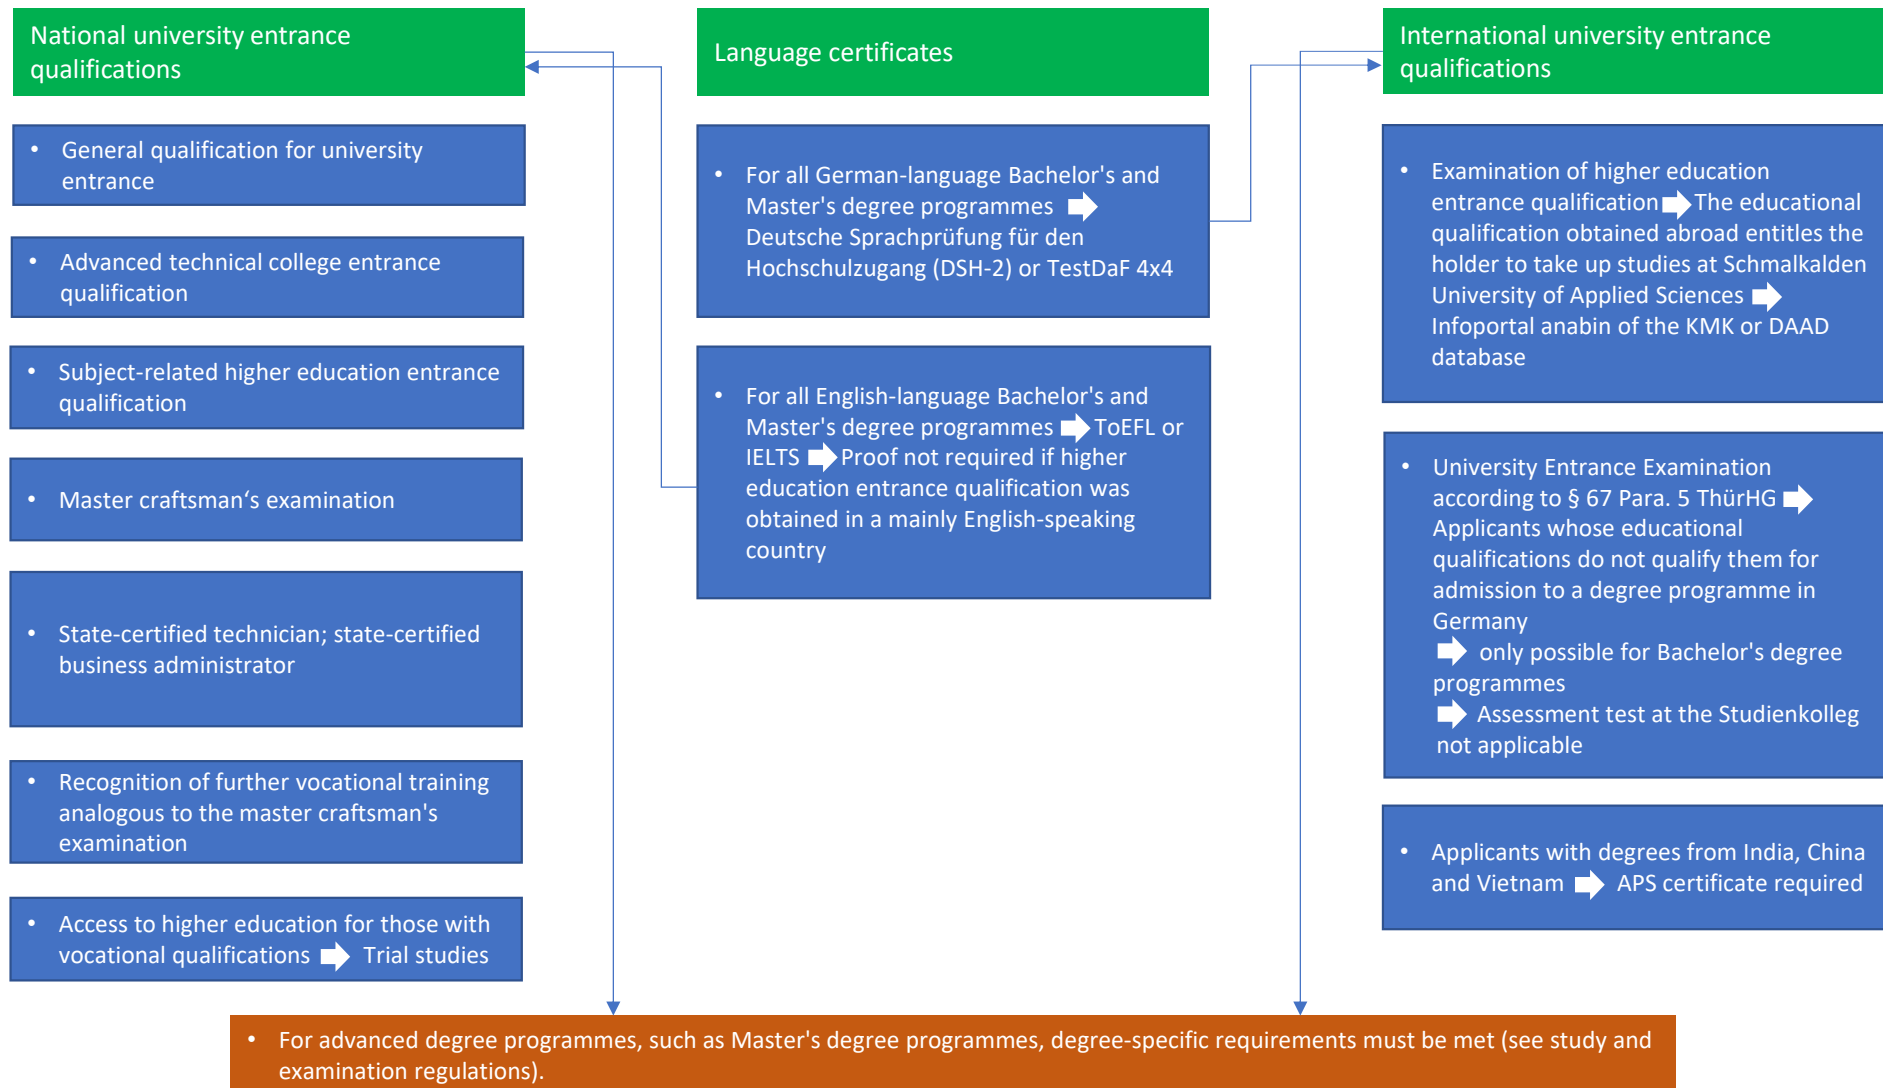 National university entrance
qualifications
• General qualification for university
entrance
• Advanced technical college entrance
qualification
• Subject-related higher education entrance
qualification
• Master craftsman‘s examination
• State-certified technician; state-certified
business administrator
• Recognition of further vocational training
analogous to the master craftsman's
examination
• Access to higher education for those with
vocational qualifications ➡ Trial studies
Language certificates
• For all German-language Bachelor's and
Master's degree programmes ➡
Deutsche Sprachprüfung für den
Hochschulzugang (DSH-2) or TestDaF 4x4
• For all English-language Bachelor's and
Master's degree programmes ➡ ToEFL or
IELTS ➡ Proof not required if higher
education entrance qualification was
obtained in a mainly English-speaking
country
International university entrance
qualifications
• Examination of higher education
entrance qualification ➡ The educational
qualification obtained abroad entitles the
holder to take up studies at Schmalkalden
University of Applied Sciences ➡
Infoportal anabin of the KMK or DAAD
database
• University Entrance Examination
according to § 67 Para. 5 ThürHG ➡
Applicants whose educational
qualifications do not qualify them for
admission to a degree programme in
Germany
➡ only possible for Bachelor's degree
programmes
➡ Assessment test at the Studienkolleg
not applicable
• Applicants with degrees from India, China
and Vietnam ➡ APS certificate required
• For advanced degree programmes, such as Master's degree programmes, degree-specific requirements must be met (see study and
examination regulations).